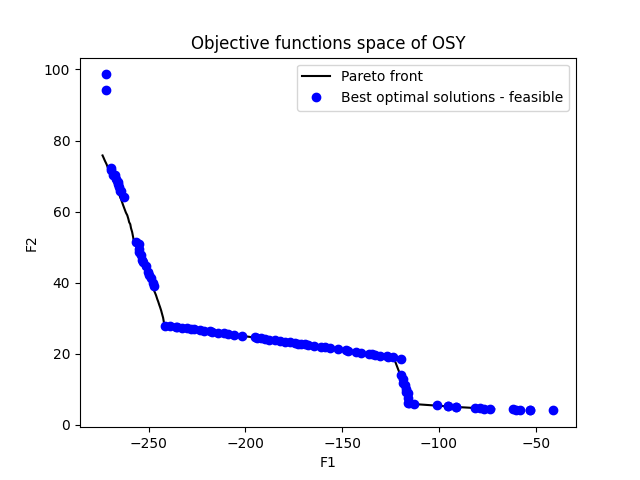 Objective functions space of OSY
Pareto front
Best optimal solutions - feasible
100
80
60
40
20
0
F2
−250
−200
−150
−100
−50
F1